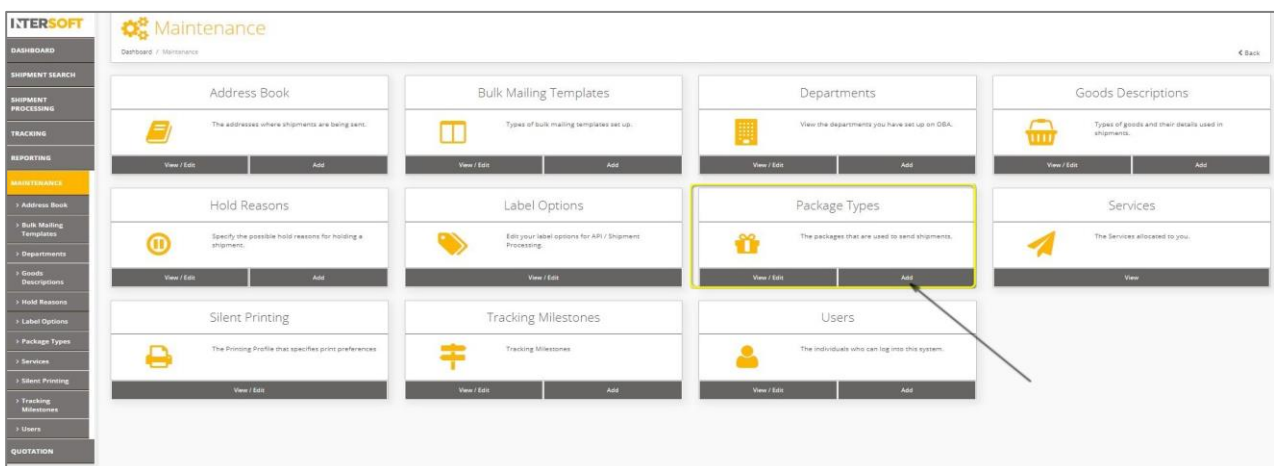 INTERSOFT
DASHBOARD
SHIPMENT SEARCH
SHIPMENT
PROCESSING
TRACKING
REPORTING
MAINTENANCE
> Address Book
> Bulk Mailing
Templates
> Departments
> Goods
Descriptions
> Hold Reasons
> Label Options
> Package Types
> Services
> Silent Printing
> Tracking
Milestones
> Users
QUOTATION
Maintenance
Dashboard / Maintenance
Back
Address Book
The addresses where shipments are being sent.
View / Edit
Add
Bulk Mailing Templates
Types of bulk mailing templates set up.
View / Edit
Add
Departments
View the departments you have set up on OBA.
View / Edit
Add
Goods Descriptions
Types of goods and their details used in
shipments.
View / Edit
Add
Hold Reasons
Specify the possible hold reasons for holding a
shipment.
View / Edit
Add
Label Options
Edit your label options for API / Shipment
Processing.
View / Edit
Package Types
The packages that are used to send shipments.
View / Edit
Add
Services
The Services allocated to you.
View
Silent Printing
The Printing Profile that specifies print preferences
View / Edit
Tracking Milestones
Tracking Milestones
View / Edit
Add
Users
The individuals who can log into this system.
View / Edit
Add